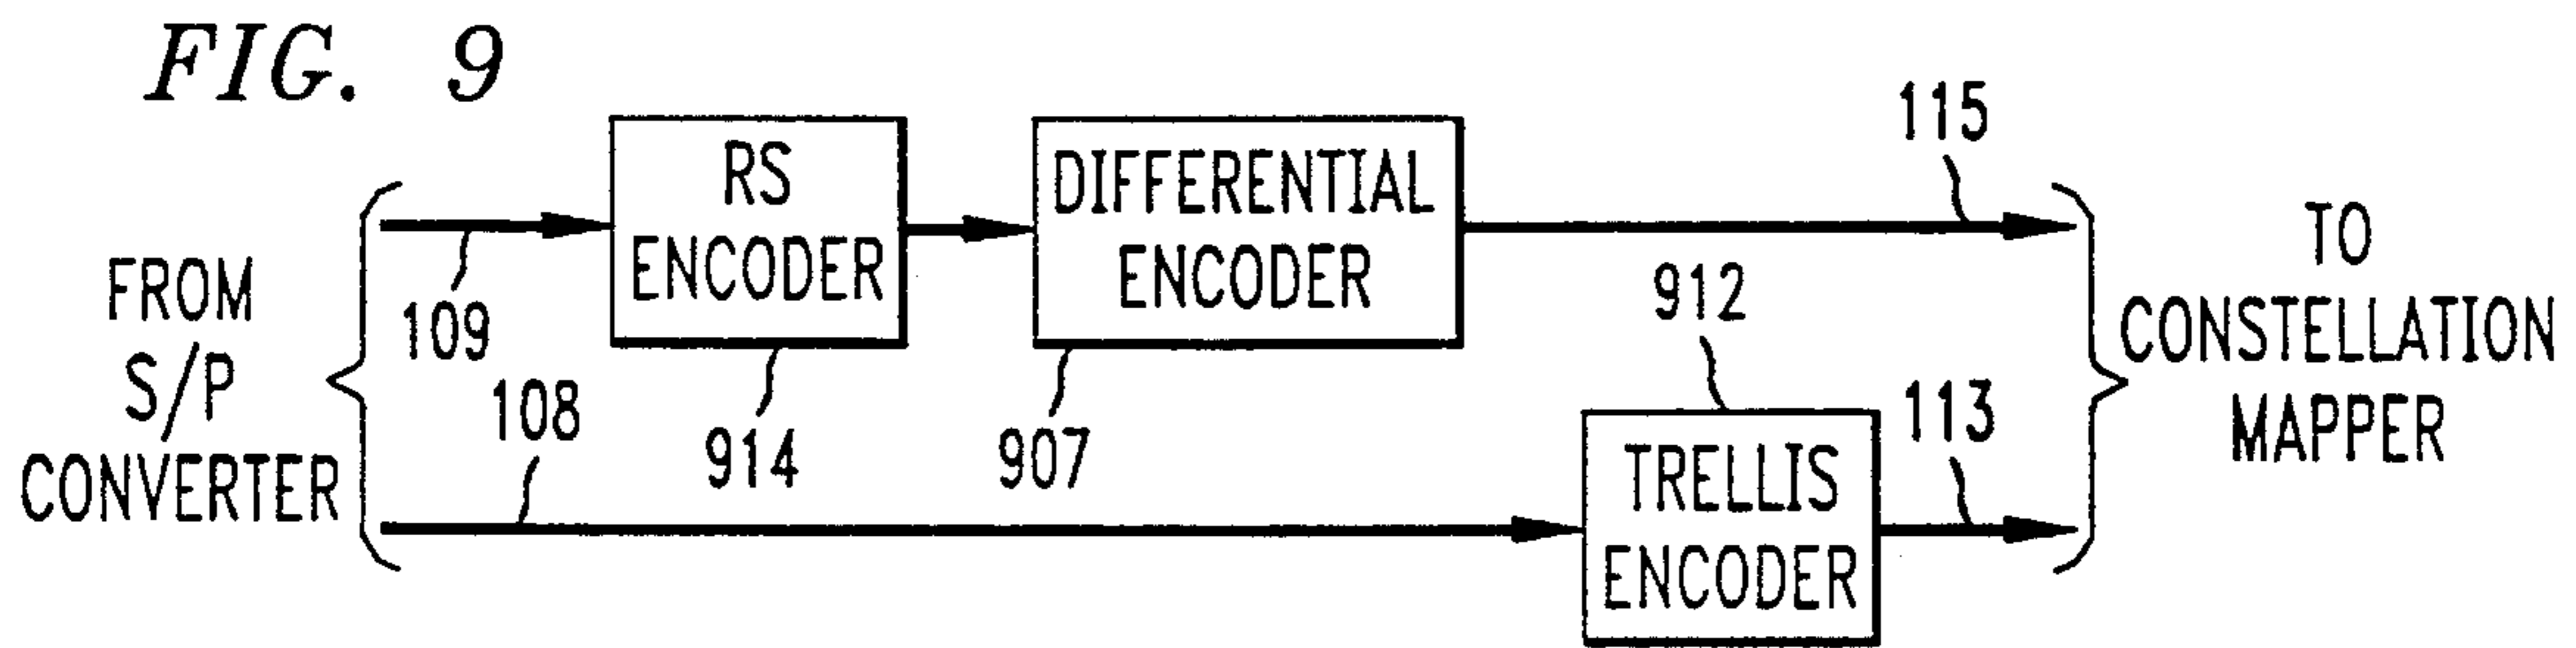 FIG. 9
FROM
S/P
CONVERTER
109
108
RS
ENCODER
914
DIFFERENTIAL
ENCODER
907
115
912
TRELLIS
ENCODER
113
TO
CONSTELLATION
MAPPER